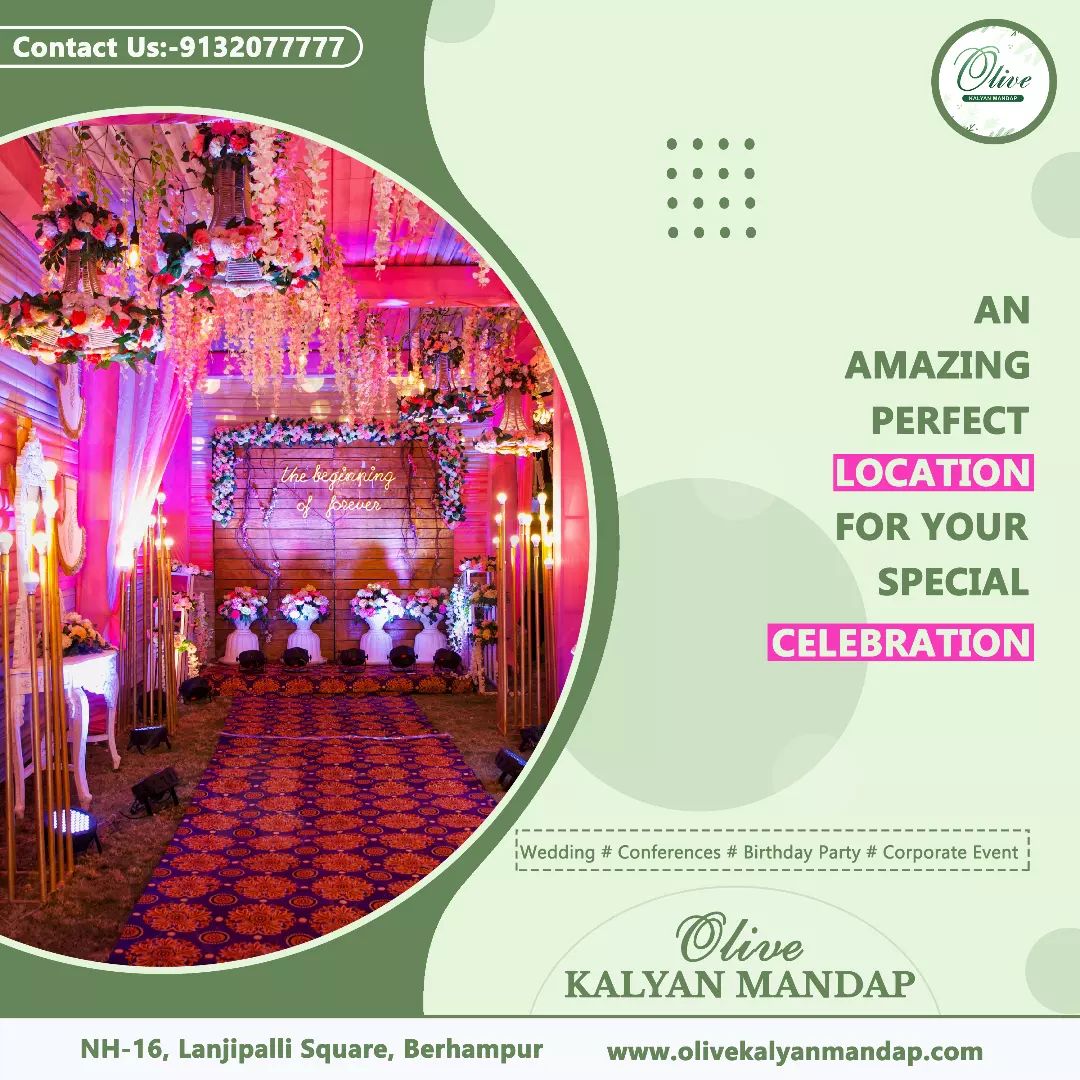 Contact Us:-9132077777
Olive
KALYAN MANDAP
the beginning
of forever
AN
AMAZING
PERFECT
LOCATION
FOR YOUR
SPECIAL
CELEBRATION
Wedding # Conferences # Birthday Party # Corporate Event
Olive
KALYAN MANDAP
NH-16, Lanjipalli Square, Berhampur
www.olivekalyanmandap.com